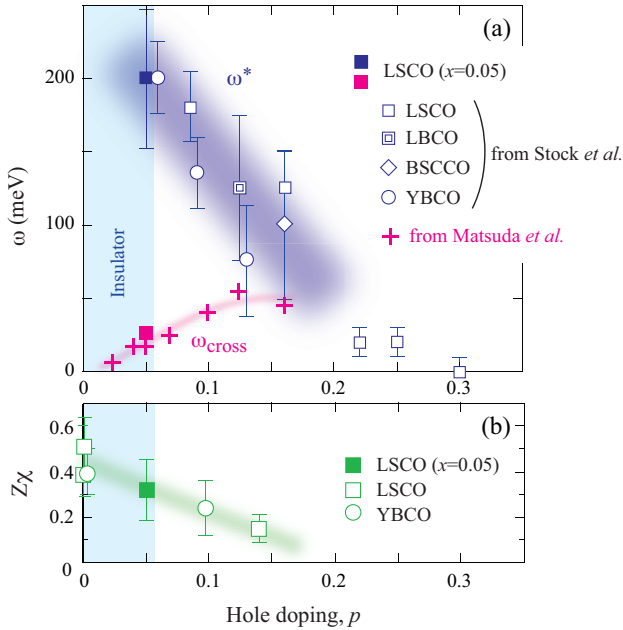 (a)
ω*
LSCO (x=0.05)
LSCO
LBCO
BSCCO
YBCO
from Stock et al.
from Matsuda et al.
ω (meV)
200
100
0
Insulator
ωcross
0 0.1 0.2 0.3
(b)
LSCO (x=0.05)
LSCO
YBCO
Zχ
0.6
0.4
0.2
0
0 0.1 0.2 0.3
Hole doping, p